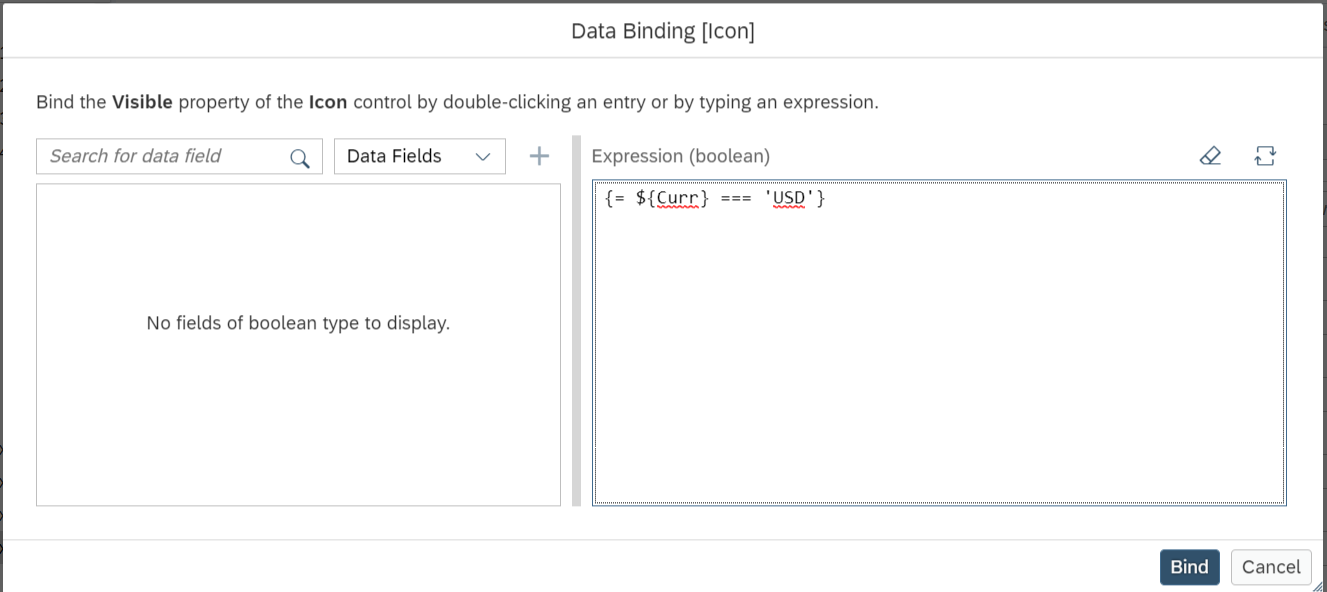 Data Binding [Icon]
Bind the Visible property of the Icon control by double-clicking an entry or by typing an expression.
Search for data field
Data Fields
Expression (boolean)
{= ${Curr} === 'USD'}
No fields of boolean type to display.
Bind
Cancel